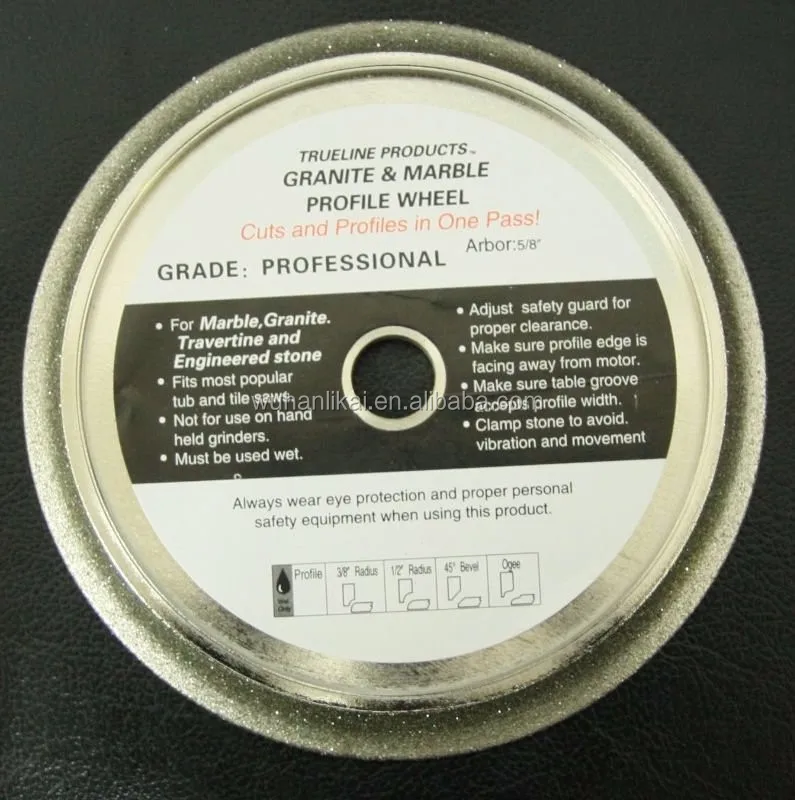 TRUELINE PRODUCTS™
GRANITE & MARBLE
PROFILE WHEEL
Cuts and Profiles in One Pass!
Arbor:5/8"
GRADE: PROFESSIONAL
• For Marble,Granite.
Travertine and
Engineered stone
• Fits most popular
tub and tile saws.
• Not for use on hand
held grinders.
• Must be used wet.
• Adjust safety guard for
proper clearance.
• Make sure profile edge is
facing away from motor.
• Make sure table groove
accepts profile width.
• Clamp stone to avoid.
vibration and movement
wuhanlikai.en.alibaba.com
Always wear eye protection and proper personal
safety equipment when using this product.
Wet
Only
Profile
3/8" Radius
1/2" Radius
45° Bevel
Ogee